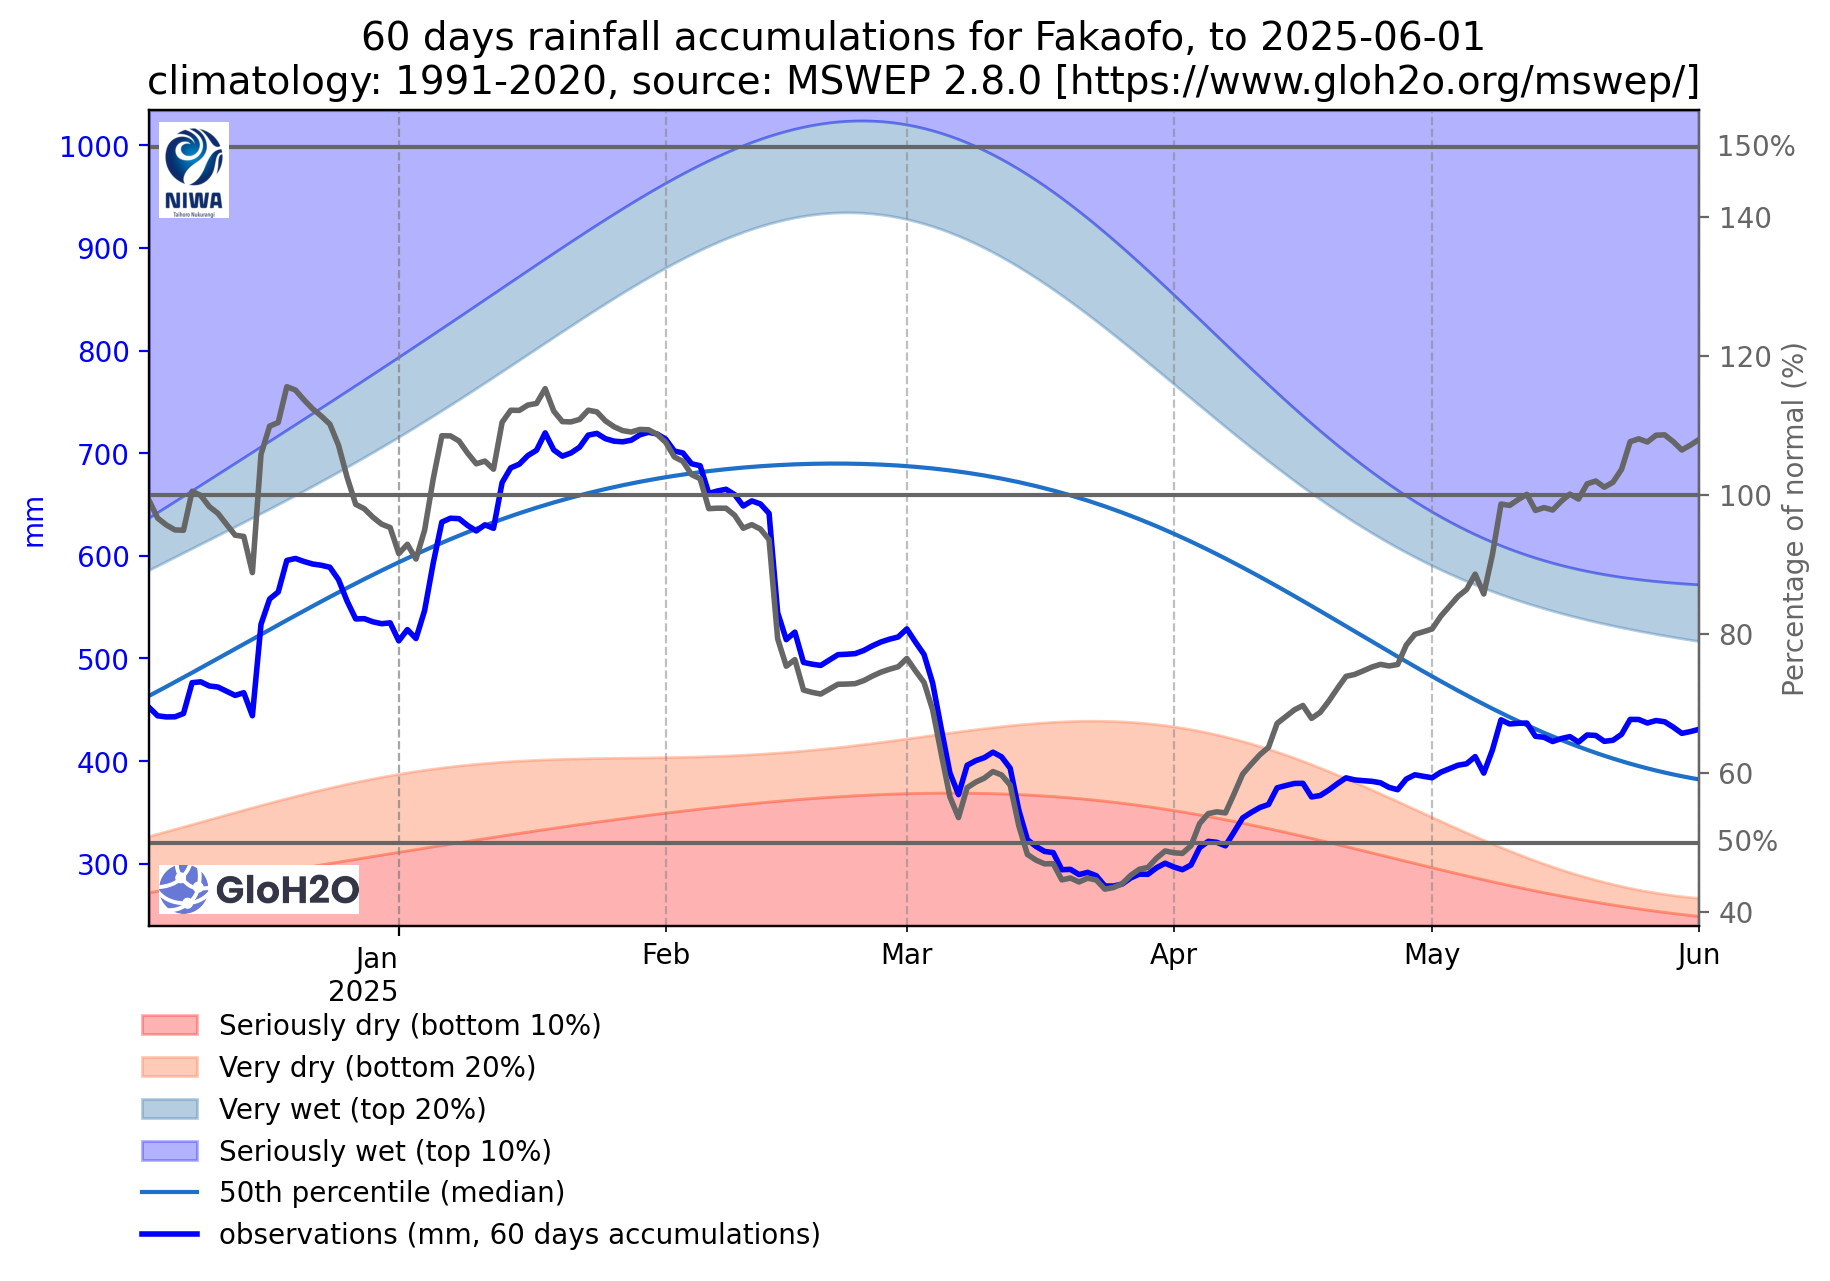 60 days rainfall accumulations for Fakaofo, to 2025-06-01
climatology: 1991-2020, source: MSWEP 2.8.0 [https://www.gloh2o.org/mswep/]
NIWA
Taihoro Nukurangi
1000
900
800
700
600
500
400
300
mm
150%
140
120
100
80
60
50%
40
Percentage of normal (%)
GloH2O
Jan
2025
Feb
Mar
Apr
May
Jun
Seriously dry (bottom 10%)
Very dry (bottom 20%)
Very wet (top 20%)
Seriously wet (top 10%)
50th percentile (median)
observations (mm, 60 days accumulations)